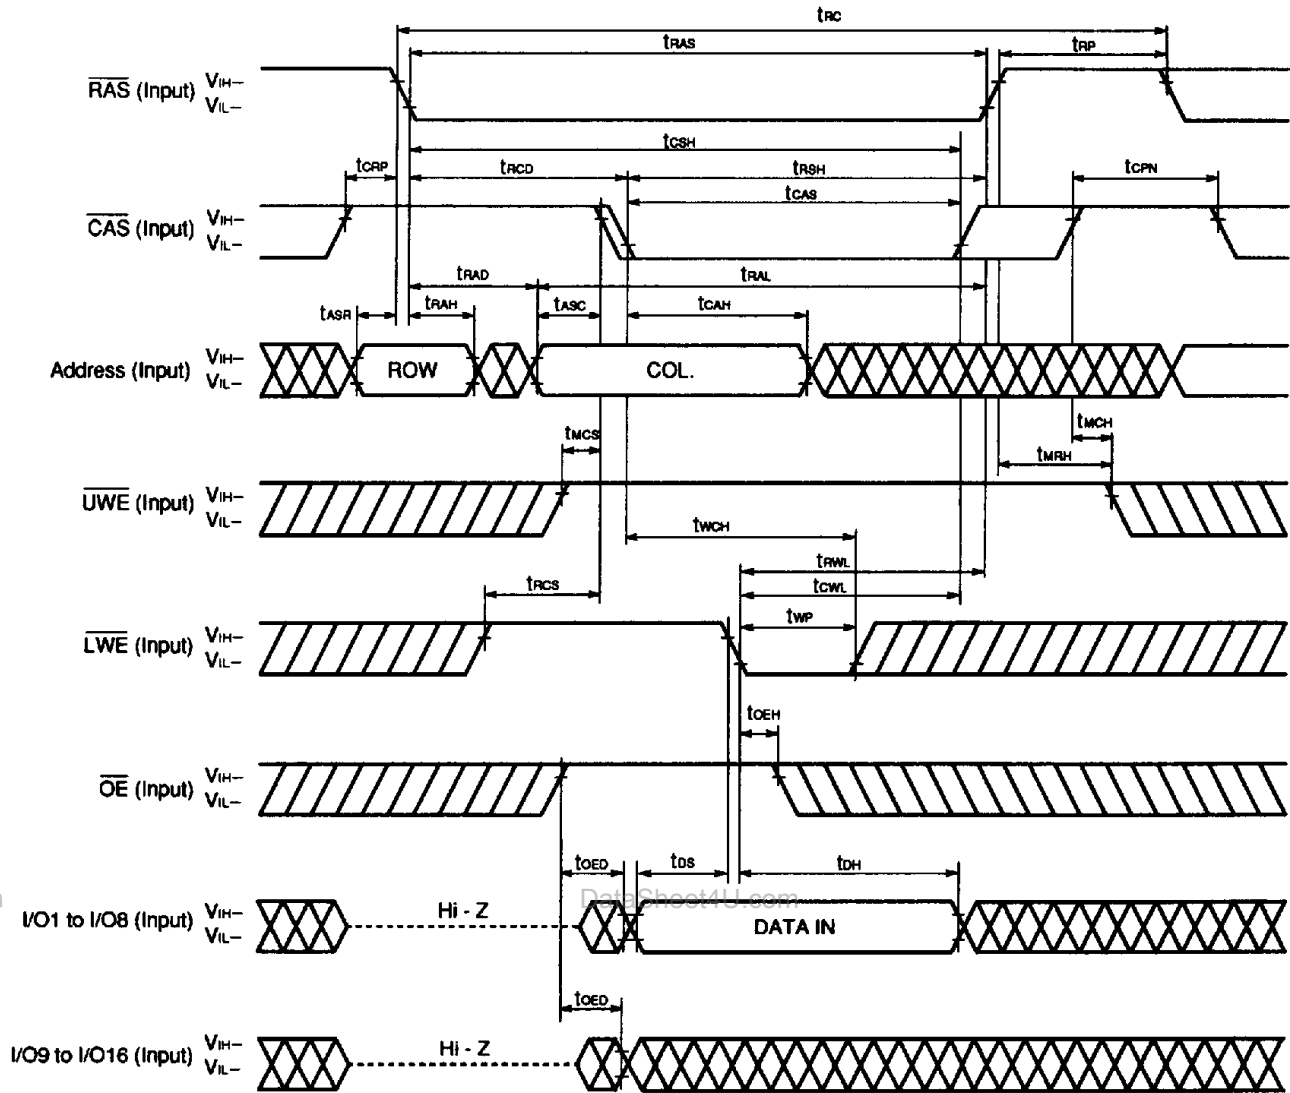 tRC
tRAS
tRP
RAS (Input) VIH–
VIL–
tCSH
tCRP
tRCD
tRSH
tCPN
tCAS
CAS (Input) VIH–
VIL–
tRAD
tRAL
tASR
tRAH
tASC
tCAH
Address (Input) VIH–
VIL–
ROW
COL.
tMCS
tMCH
tMRH
UWE (Input) VIH–
VIL–
tWCH
tRWL
tRCS
tCWL
tWP
LWE (Input) VIH–
VIL–
tOEH
OE (Input) VIH–
VIL–
tOED
tDS
tDH
DataSheet4U.com
I/O1 to I/O8 (Input) VIH–
VIL–
Hi - Z
DATA IN
tOED
I/O9 to I/O16 (Input) VIH–
VIL–
Hi - Z